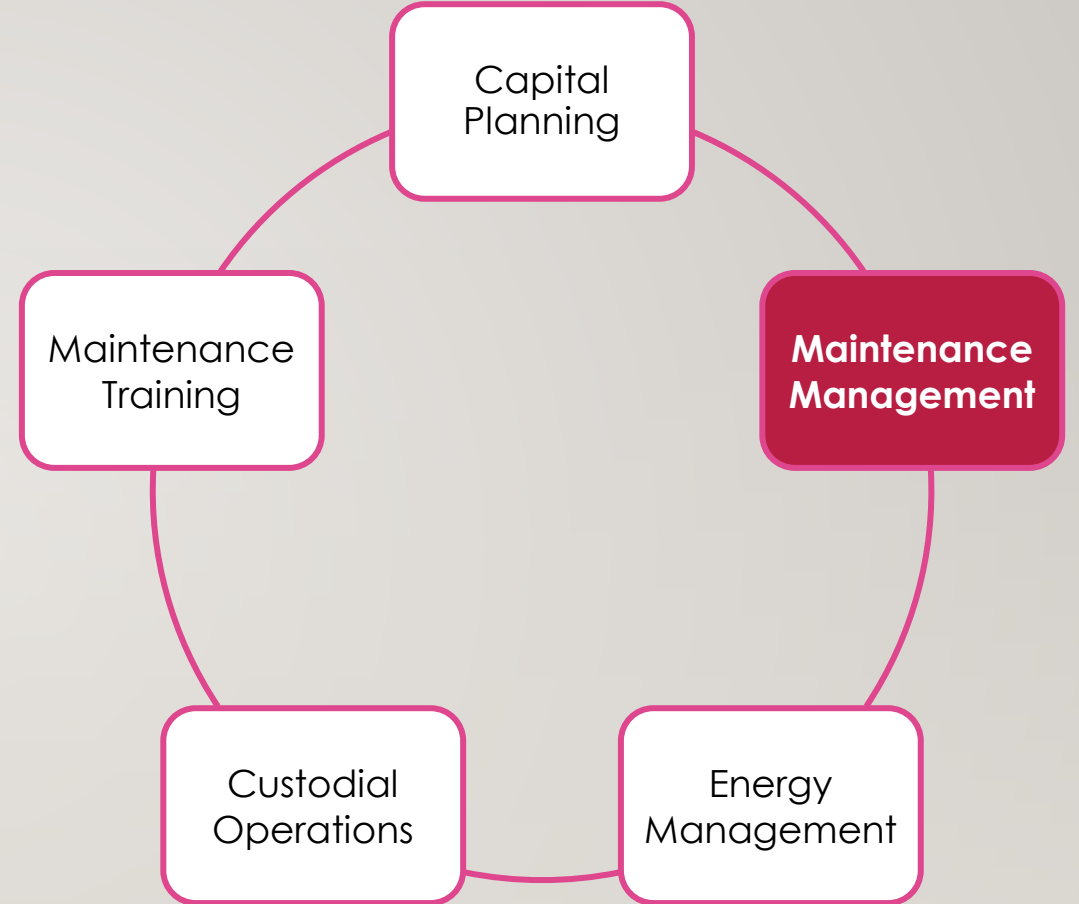 Capital
Planning
Maintenance
Management
Energy
Management
Custodial
Operations
Maintenance
Training